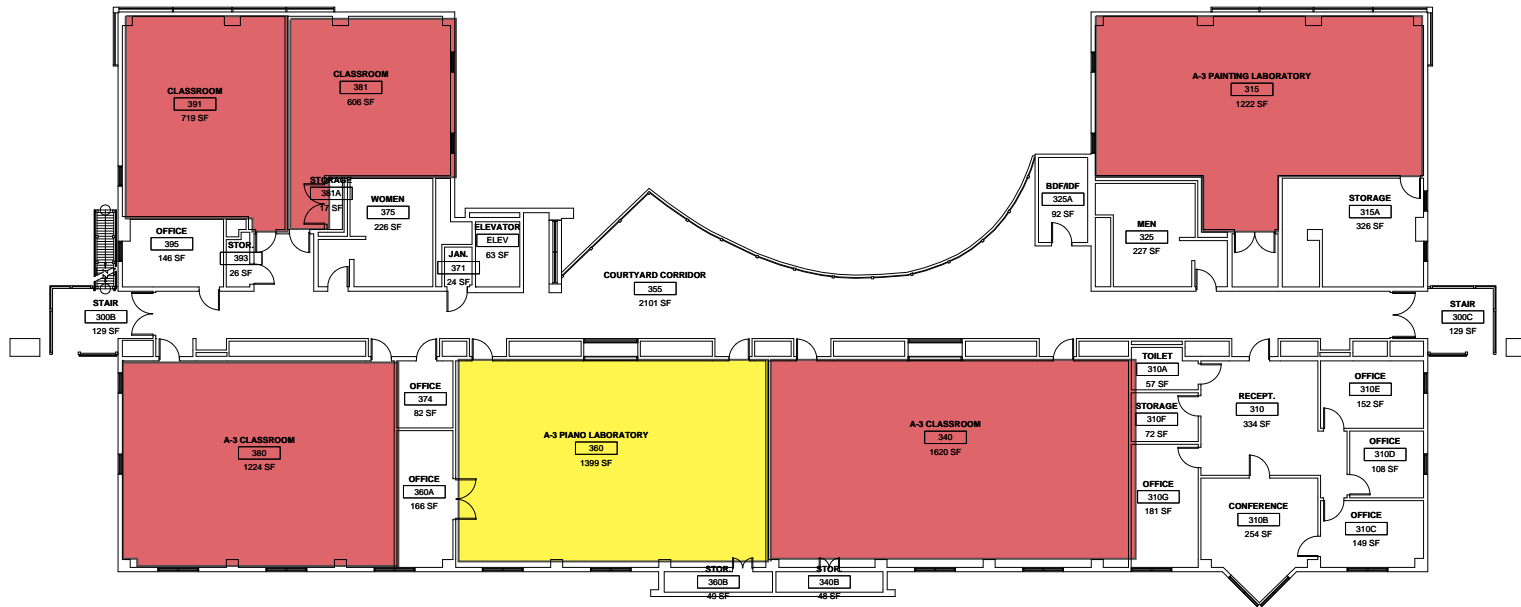 CLASSROOM
391
719 SF
CLASSROOM
381
606 SF
A-3 PAINTING LABORATORY
315
1222 SF
STORAGE
381A
17 SF
WOMEN
375
226 SF
OFFICE
395
146 SF
STOR.
393
26 SF
JAN.
371
24 SF
ELEVATOR
ELEV
63 SF
BDF/IDF
325A
92 SF
MEN
325
227 SF
STORAGE
315A
326 SF
COURTYARD CORRIDOR
355
2101 SF
STAIR
300B
129 SF
STAIR
300C
129 SF
A-3 CLASSROOM
380
1224 SF
OFFICE
374
82 SF
OFFICE
360A
166 SF
A-3 PIANO LABORATORY
360
1399 SF
A-3 CLASSROOM
340
1620 SF
TOILET
310A
57 SF
STORAGE
310F
72 SF
OFFICE
310G
181 SF
RECEPT.
310
334 SF
CONFERENCE
310B
254 SF
OFFICE
310E
152 SF
OFFICE
310D
108 SF
OFFICE
310C
149 SF
STOR.
360B
49 SF
STOR.
340B
48 SF